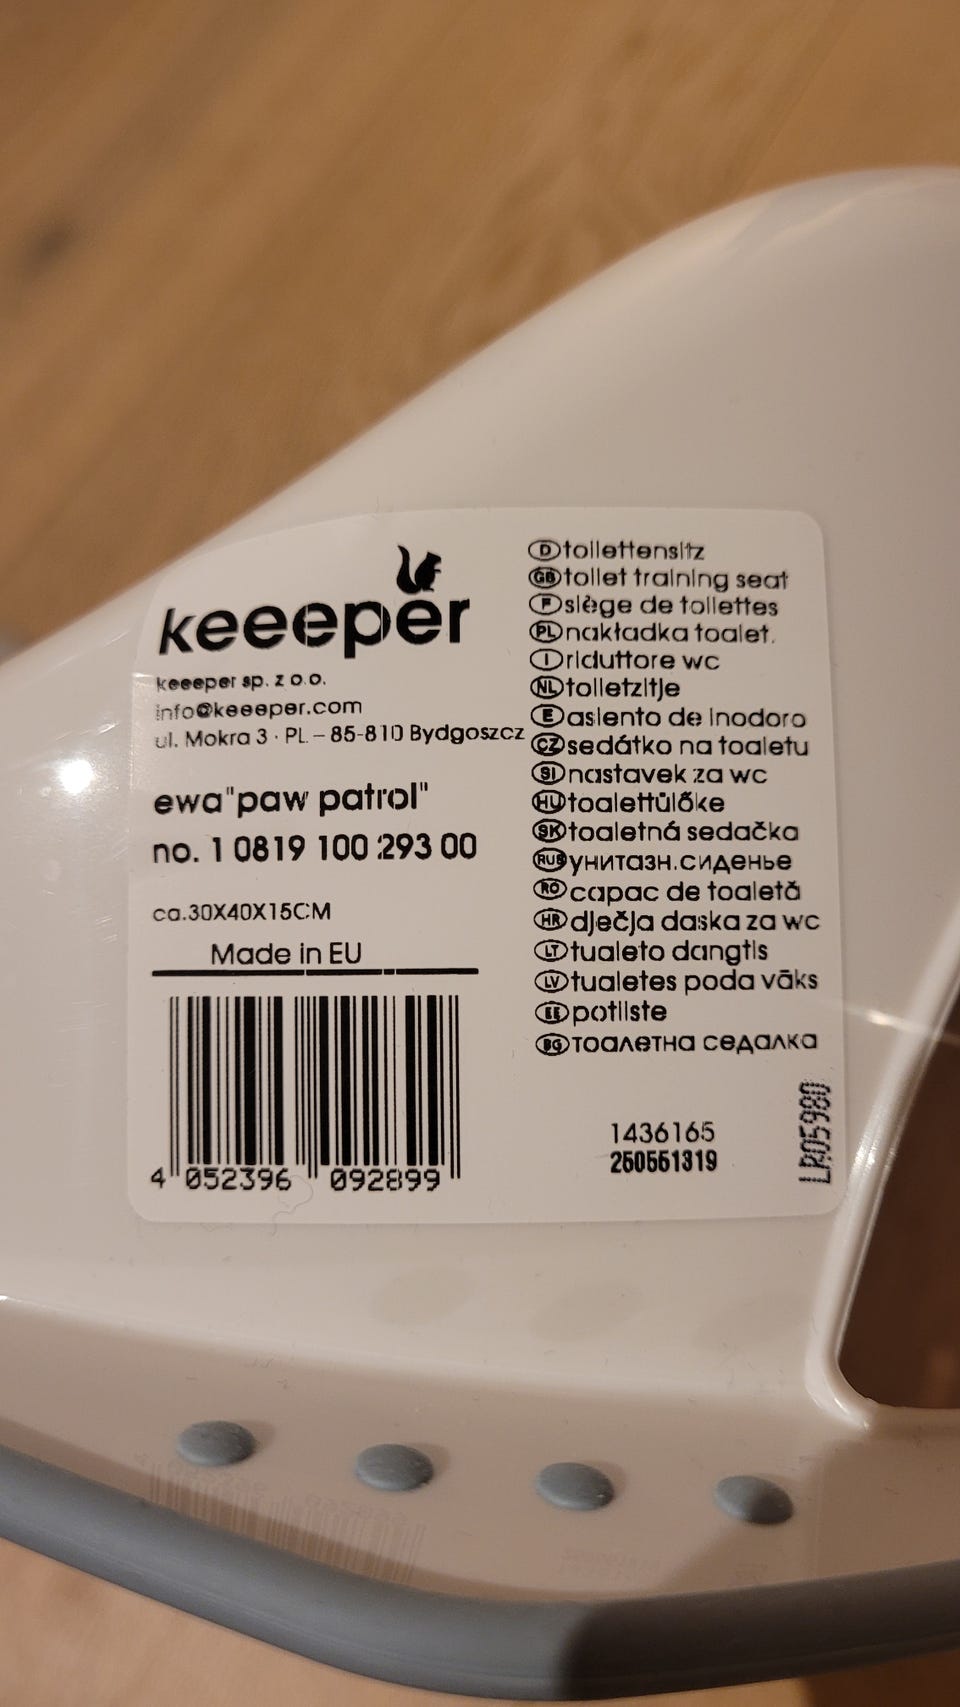 keeeper
keeeper sp. z o.o.
info@keeeper.com
ul. Mokra 3 · PL – 85-810 Bydgoszcz
ewa"paw patrol"
no. 1 0819 100 293 00
ca.30X40X15CM
Made in EU
4 052396 092899
D toilettensitz
GB toilet training seat
F siège de toilettes
PL nakładka toalet.
I riduttore wc
NL toiletzitje
E asiento de inodoro
CZ sedátko na toaletu
SI nastavek za wc
HU toalettülőke
SK toaletná sedačka
RUS унитазн.сиденье
RO capac de toaletă
HR dječja daska za wc
LT tualeto dangtis
LV tualetes poda vāks
EE potiiste
BG тоалетна седалка
1436165
250551319
LR05980